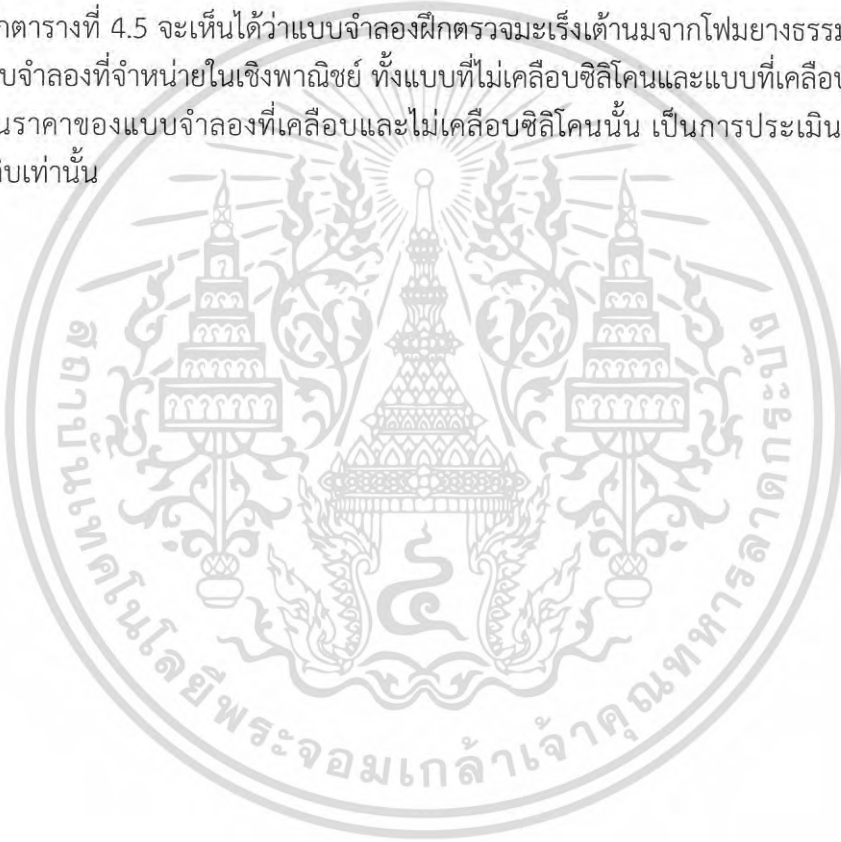 กตารางที่ 4.5 จะเห็นได้ว่าแบบจำลองฝึกตรวจมะเร็งเต้านมจากโฟมยางธรรม
บจำลองที่จำหน่ายในเชิงพาณิชย์ ทั้งแบบที่ไม่เคลือบซิลิโคนและแบบที่เคลือบ
นราคาของแบบจำลองที่เคลือบและไม่เคลือบซิลิโคนนั้น เป็นการประเมิน
ิบเท่านั้น
สถาบันเทคโนโลยีพระจอมเกล้าเจ้าคุณทหารลาดกระบัง